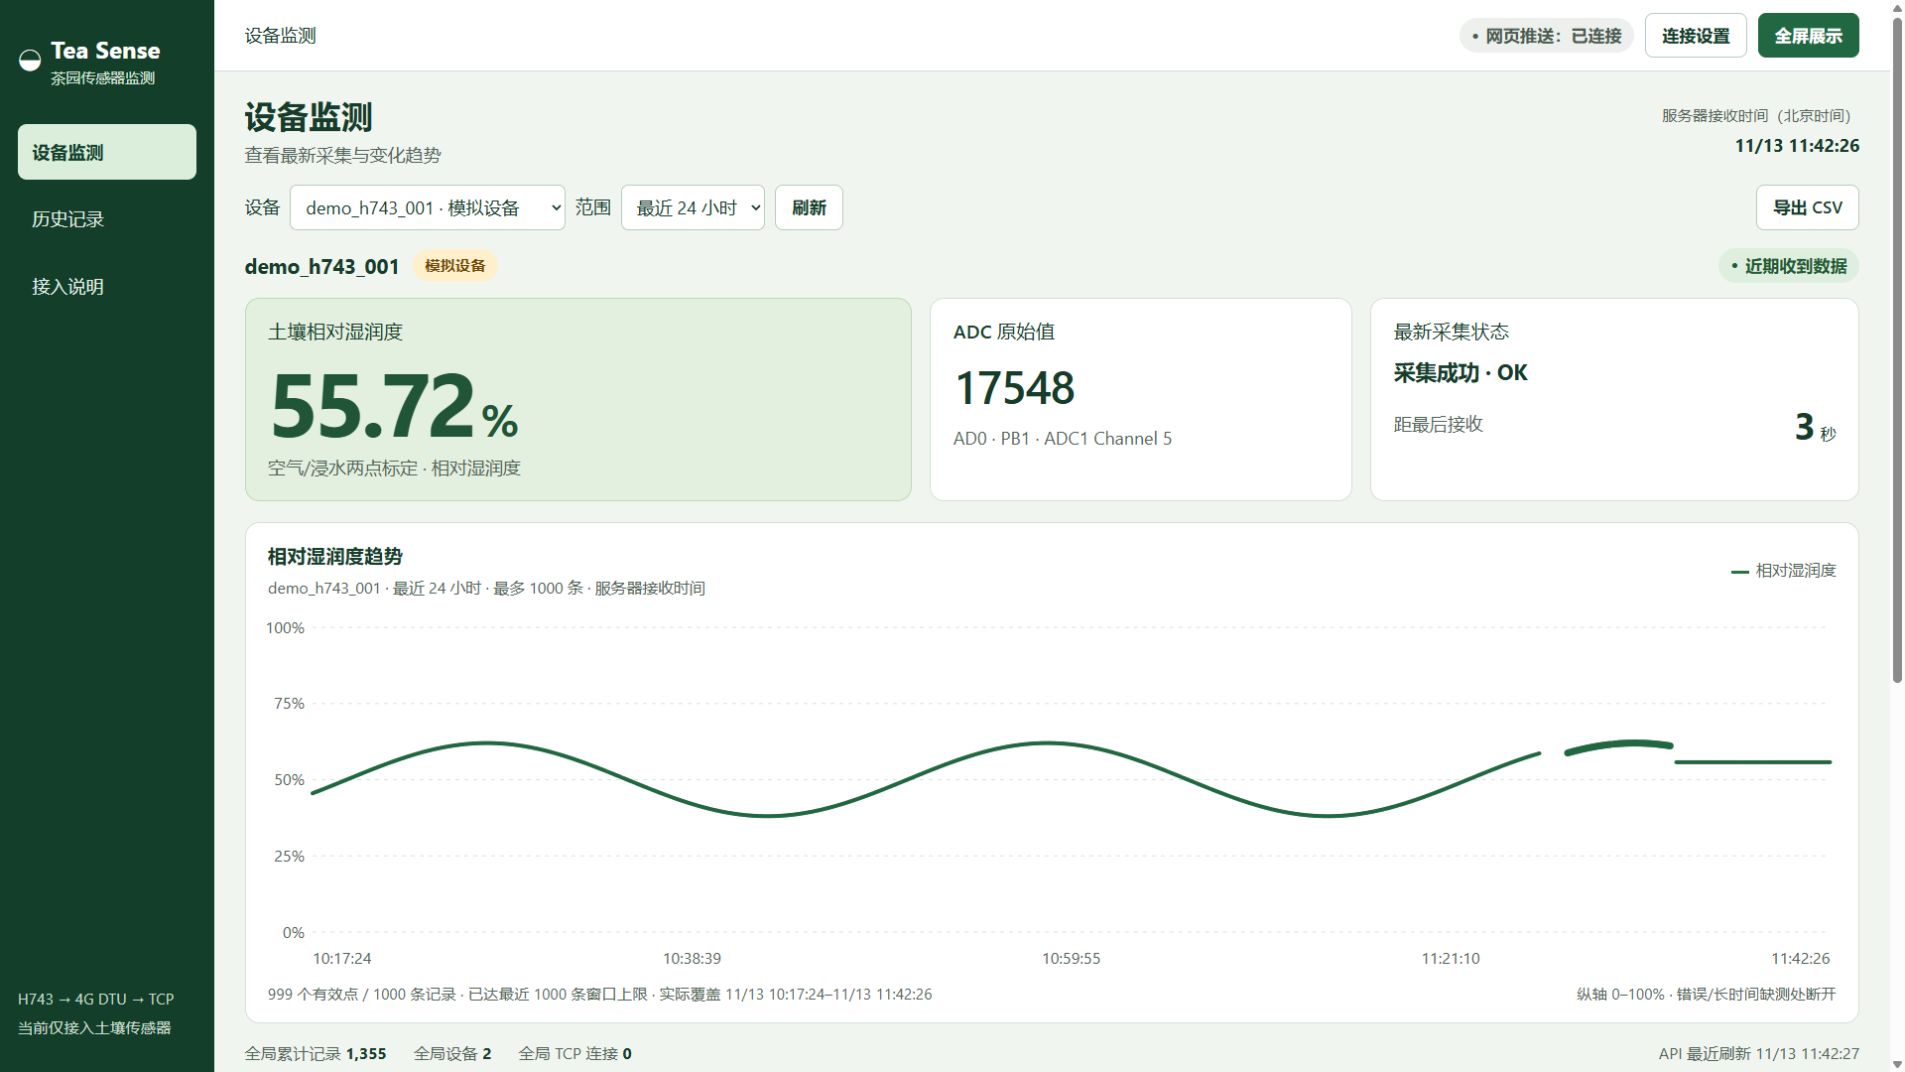 Tea Sense
茶园传感器监测
设备监测
历史记录
接入说明
H743 → 4G DTU → TCP
当前仅接入土壤传感器
设备监测
• 网页推送：已连接
连接设置
全屏展示
设备监测
查看最新采集与变化趋势
服务器接收时间（北京时间）
11/13 11:42:26
设备 demo_h743_001 · 模拟设备 范围 最近 24 小时 刷新
导出 CSV
demo_h743_001 模拟设备
• 近期收到数据
土壤相对湿润度
55.72%
空气/浸水两点标定 · 相对湿润度
ADC 原始值
17548
AD0 · PB1 · ADC1 Channel 5
最新采集状态
采集成功 · OK
距最后接收 3 秒
相对湿润度趋势
demo_h743_001 · 最近 24 小时 · 最多 1000 条 · 服务器接收时间
相对湿润度
100%
75%
50%
25%
0%
10:17:24 10:38:39 10:59:55 11:21:10 11:42:26
999 个有效点 / 1000 条记录 · 已达最近 1000 条窗口上限 · 实际覆盖 11/13 10:17:24–11/13 11:42:26
纵轴 0–100% · 错误/长时间缺测处断开
全局累计记录 1,355 全局设备 2 全局 TCP 连接 0
API 最近刷新 11/13 11:42:27